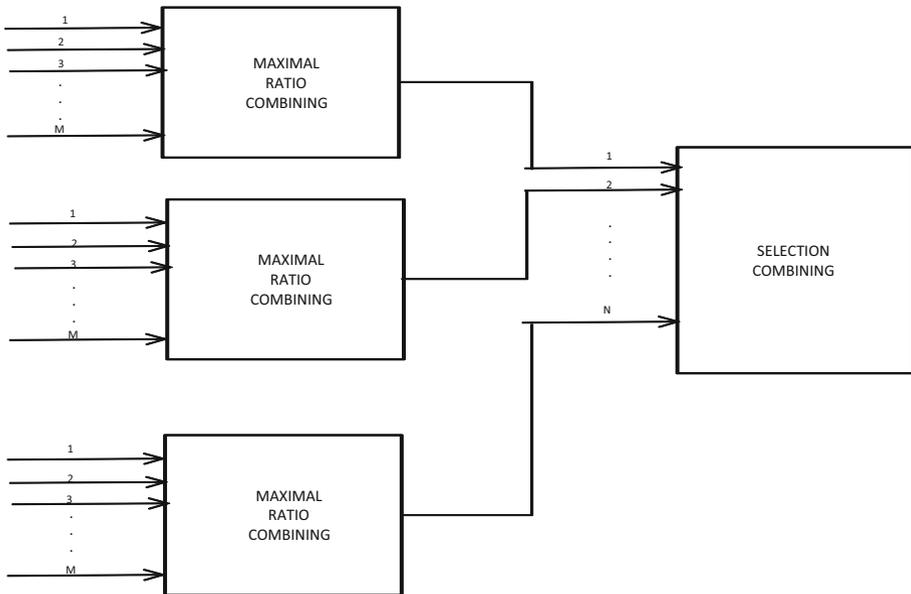 1
2
3
.
.
.
M
MAXIMAL
RATIO
COMBINING
1
2
3
.
.
.
M
MAXIMAL
RATIO
COMBINING
1
2
3
.
.
.
.
M
MAXIMAL
RATIO
COMBINING
1
2
.
.
.
.
N
SELECTION
COMBINING